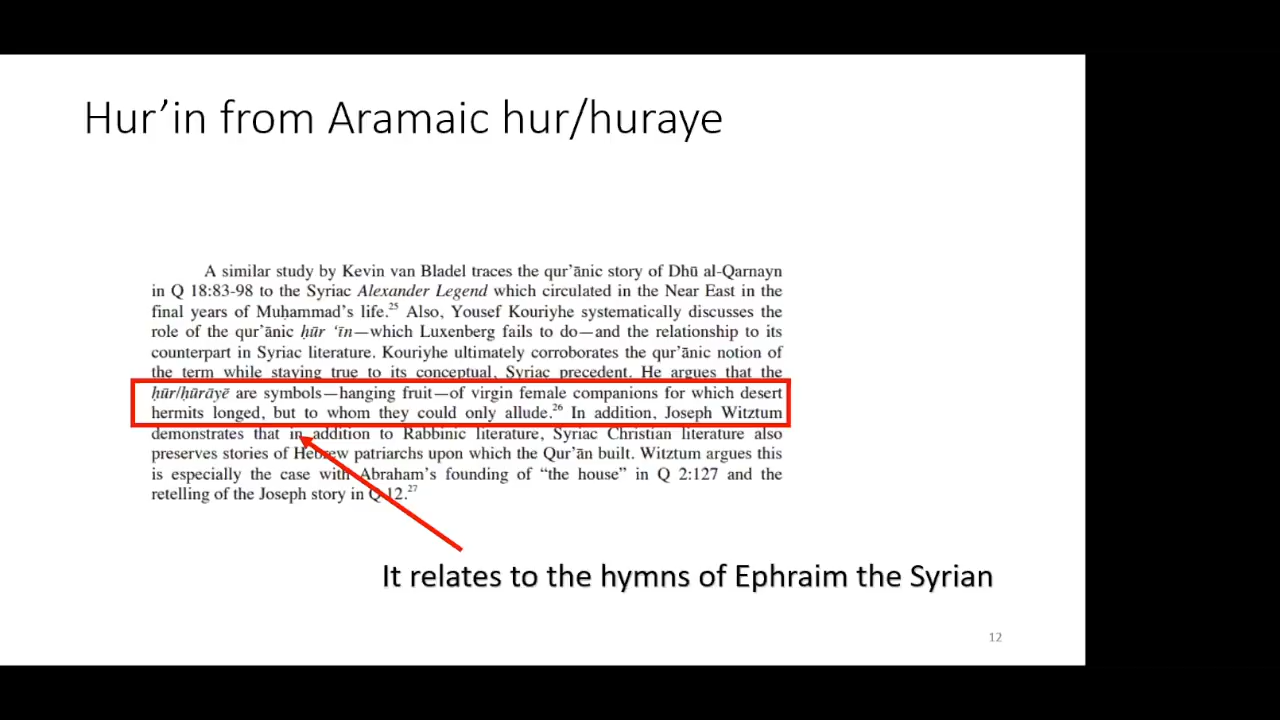 Hur’in from Aramaic hur/huraye
A similar study by Kevin van Bladel traces the qur’ānic story of Dhū al-Qarnayn
in Q 18:83-98 to the Syriac Alexander Legend which circulated in the Near East in the
final years of Muḥammad’s life.25 Also, Yousef Kouriyhe systematically discusses the
role of the qur’ānic ḥūr ‘īn—which Luxenberg fails to do—and the relationship to its
counterpart in Syriac literature. Kouriyhe ultimately corroborates the qur’ānic notion of
the term while staying true to its conceptual, Syriac precedent. He argues that the
ḥūr/ḥūrāyē are symbols—hanging fruit—of virgin female companions for which desert
hermits longed, but to whom they could only allude.26 In addition, Joseph Witztum
demonstrates that in addition to Rabbinic literature, Syriac Christian literature also
preserves stories of Hebrew patriarchs upon which the Qur’ān built. Witztum argues this
is especially the case with Abraham’s founding of “the house” in Q 2:127 and the
retelling of the Joseph story in Q 12.27
It relates to the hymns of Ephraim the Syrian
12